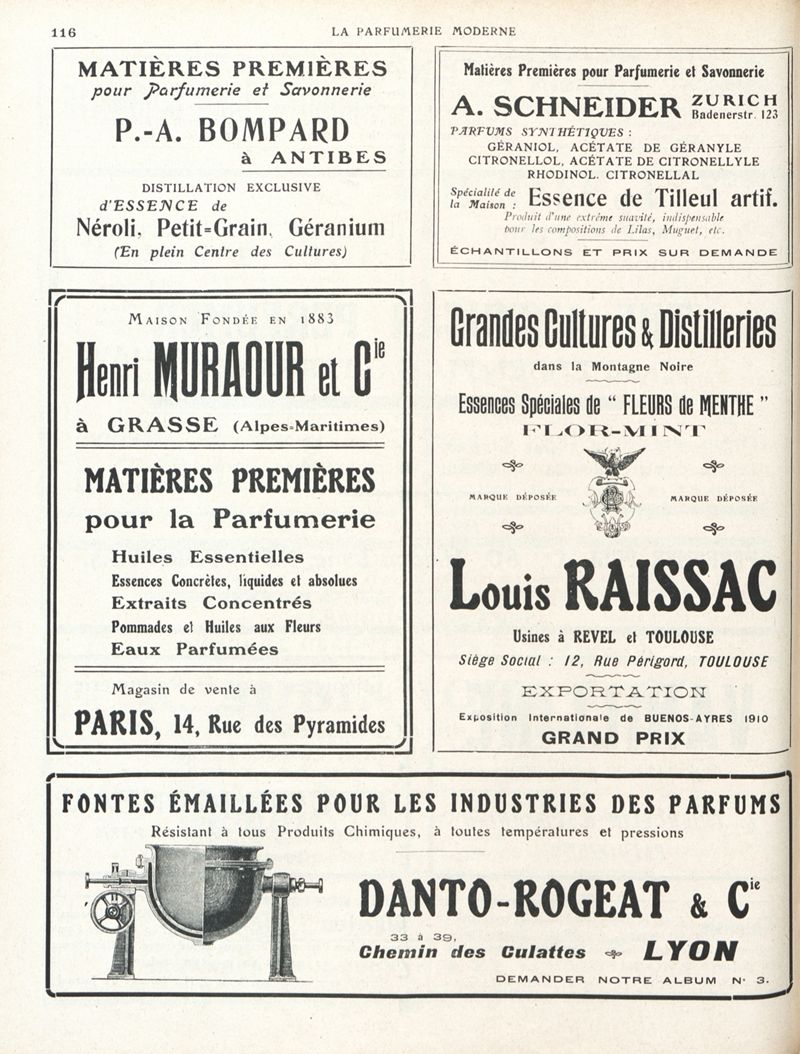 116
LA PARFUMERIE MODERNE
MATIÈRES PREMIÈRES
pour Parfumerie et Savonnerie
P.-A. BOMPARD
à ANTIBES
DISTILLATION EXCLUSIVE
d'ESSENCE de
Néroli, Petit-Grain, Géranium
(En plein Centre des Cultures)
Matières Premières pour Parfumerie et Savonnerie
A. SCHNEIDER ZURICH
Badenerstr. 123
PARFUMS SYNTHÉTIQUES :
GÉRANIOL, ACÉTATE DE GÉRANYLE
CITRONELLOL, ACÉTATE DE CITRONELLYLE
RHODINOL. CITRONELLAL
Spécialité de
la Maison : Essence de Tilleul artif.
Produit d'une extrême suavité, indispensable
pour les compositions de Lilas, Muguet, etc.
ÉCHANTILLONS ET PRIX SUR DEMANDE
MAISON FONDÉE EN 1883
Henri MURAOUR et Cie
à GRASSE (Alpes-Maritimes)
MATIÈRES PREMIÈRES
pour la Parfumerie
Huiles Essentielles
Essences Concrètes, liquides et absolues
Extraits Concentrés
Pommades et Huiles aux Fleurs
Eaux Parfumées
Magasin de vente à
PARIS, 14, Rue des Pyramides
Grandes Cultures & Distilleries
dans la Montagne Noire
Essences Spéciales de " FLEURS de MENTHE "
FLOR-MINT
MARQUE DÉPOSÉE
MARQUE DÉPOSÉE
Louis RAISSAC
Usines à REVEL et TOULOUSE
Siège Social : 12, Rue Périgord, TOULOUSE
EXPORTATION
Exposition Internationale de BUENOS-AYRES 1910
GRAND PRIX
FONTES ÉMAILLÉES POUR LES INDUSTRIES DES PARFUMS
Résistant à tous Produits Chimiques, à toutes températures et pressions
DANTO-ROGEAT & Cie
33 à 39,
Chemin des Culattes LYON
DEMANDER NOTRE ALBUM N° 3.